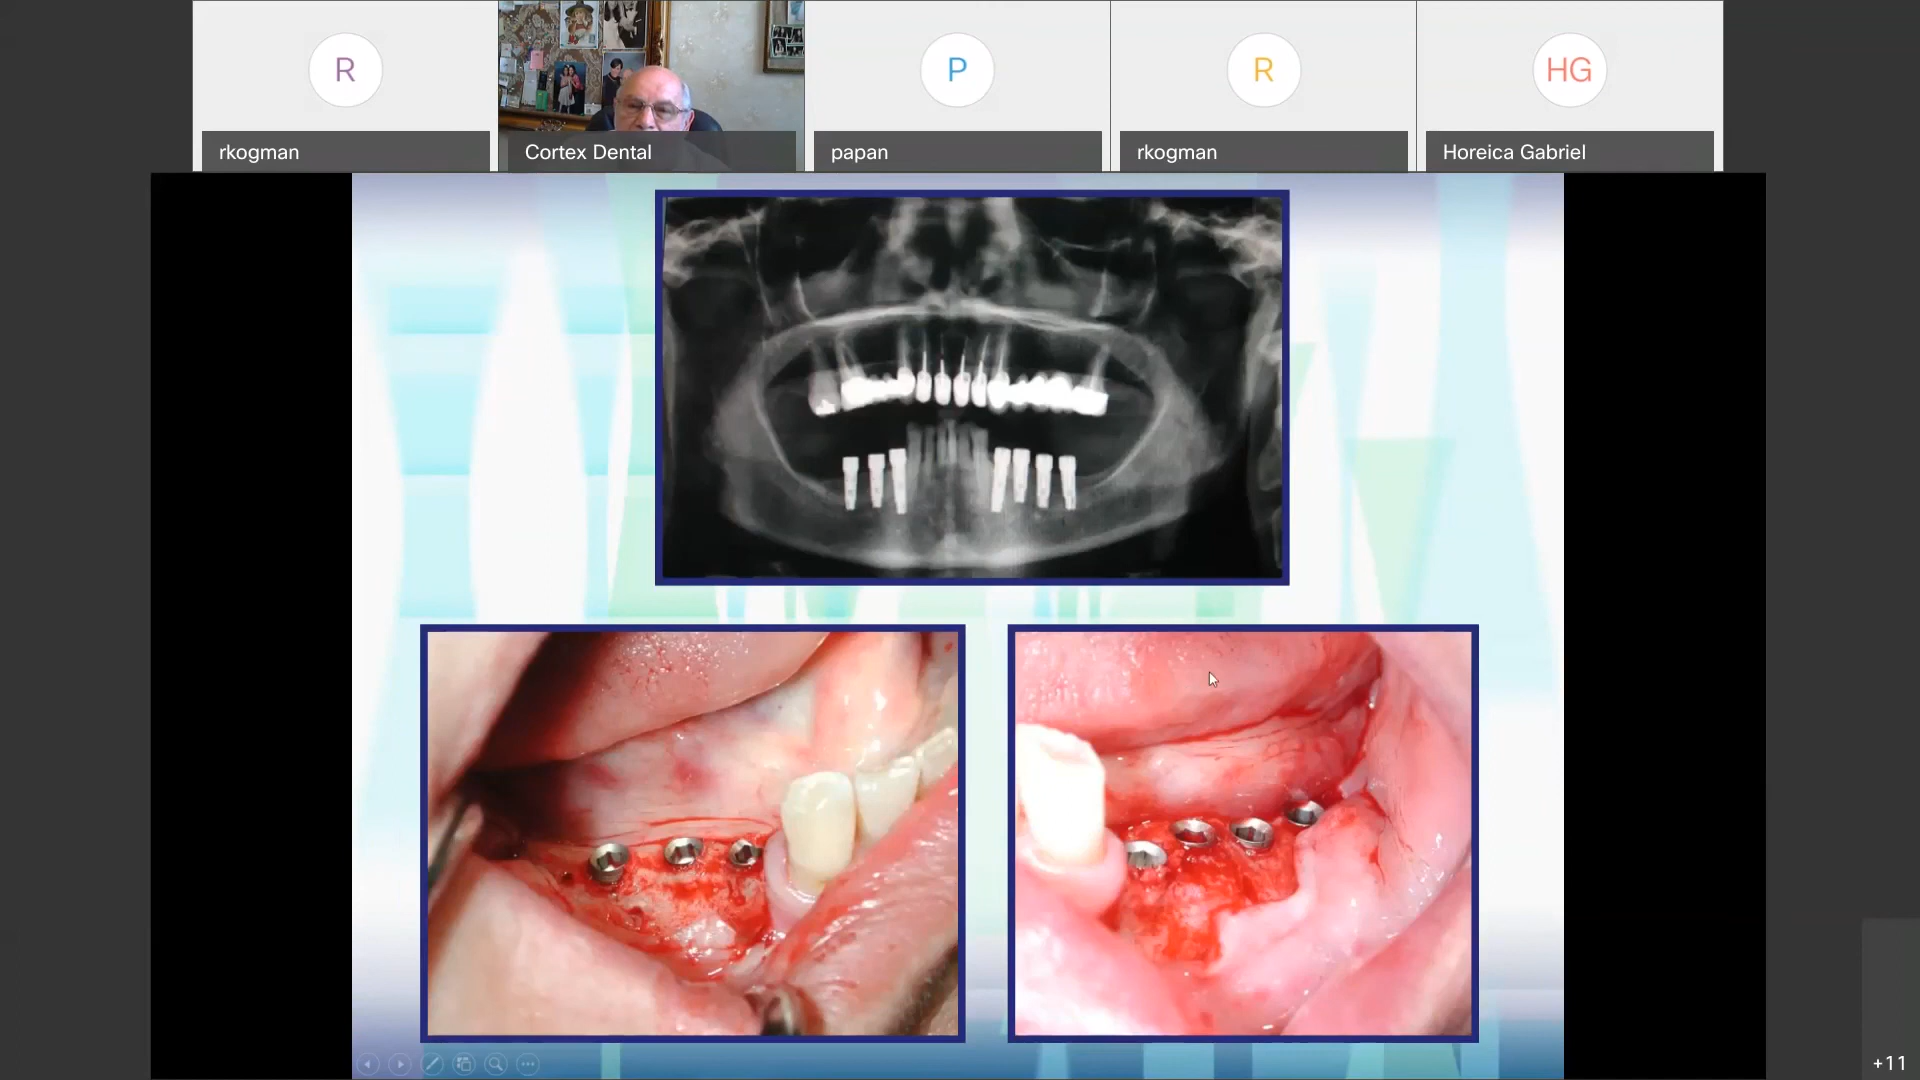 R
P
R
HG
rkogman
Cortex Dental
papan
rkogman
Horeica Gabriel
+11